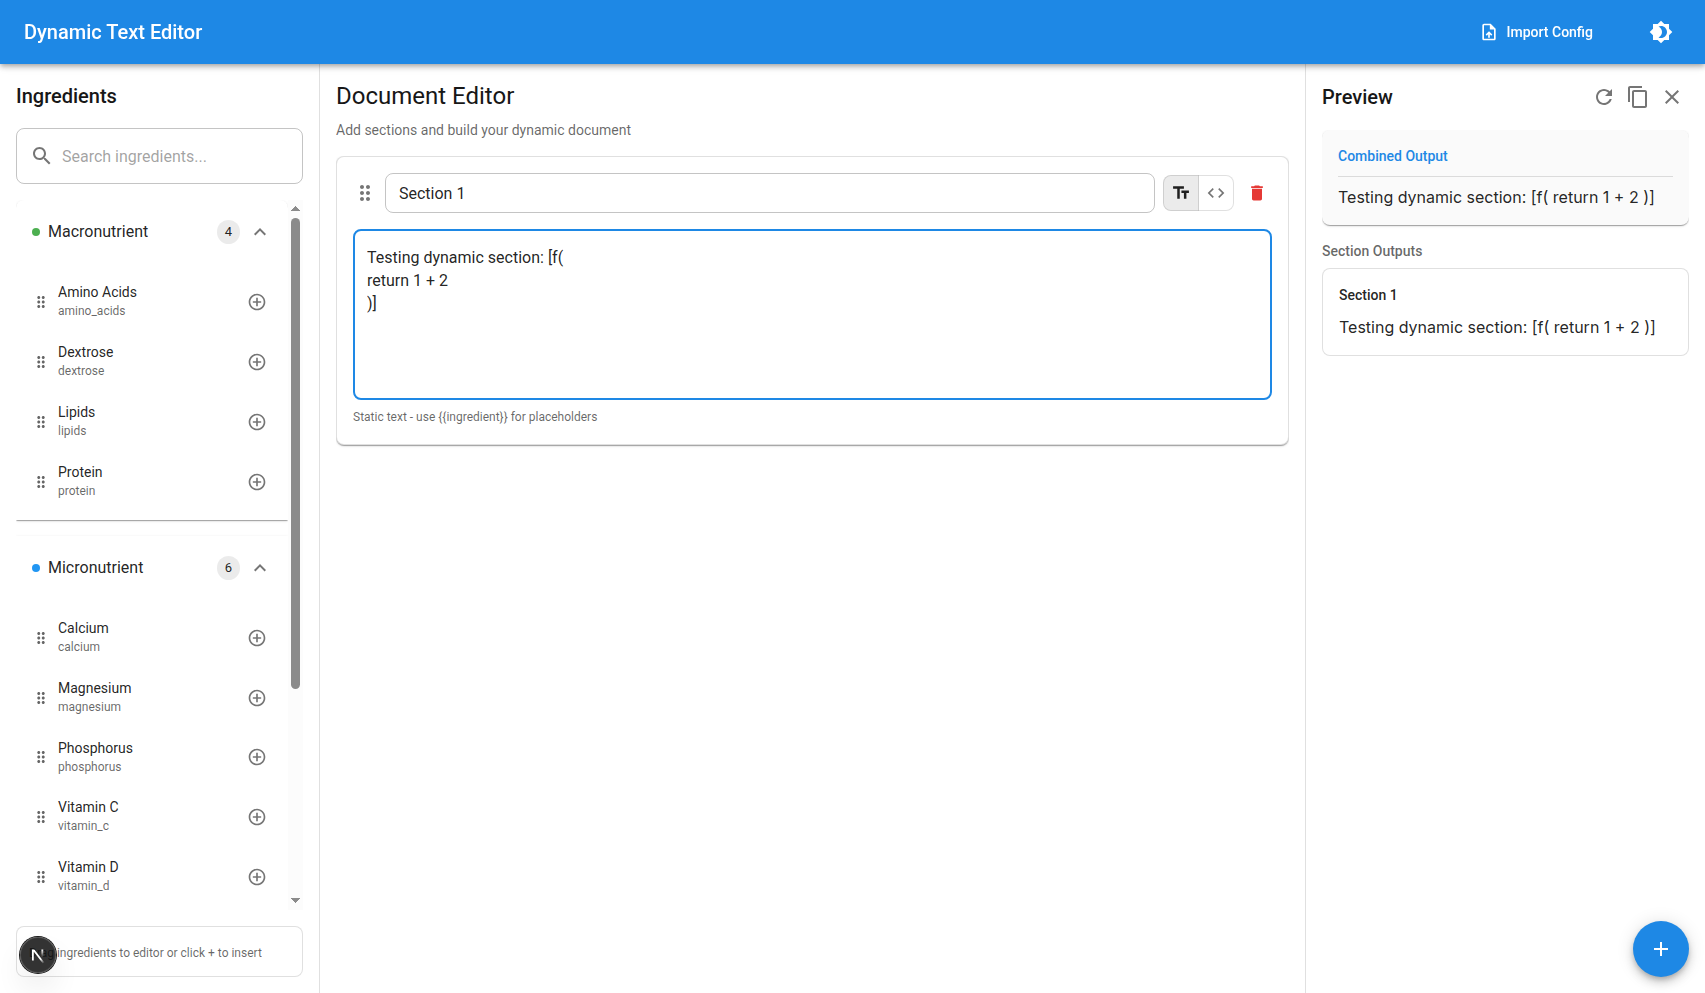 Dynamic Text Editor
Import Config
Ingredients
Search ingredients...
Macronutrient
4
Amino Acids
amino_acids
Dextrose
dextrose
Lipids
lipids
Protein
protein
Micronutrient
6
Calcium
calcium
Magnesium
magnesium
Phosphorus
phosphorus
Vitamin C
vitamin_c
Vitamin D
vitamin_d
N
ingredients to editor or click + to insert
Document Editor
Add sections and build your dynamic document
Section 1
Tт
<>
Testing dynamic section: [f(
return 1 + 2
)]
Static text - use {{ingredient}} for placeholders
Preview
Combined Output
Testing dynamic section: [f( return 1 + 2 )]
Section Outputs
Section 1
Testing dynamic section: [f( return 1 + 2 )]